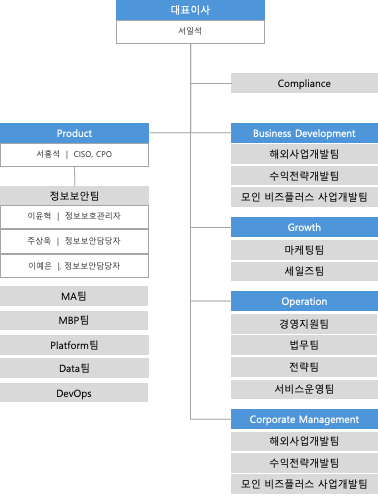 대표이사
서일석
Compliance
Product
서홍석 | CISO, CPO
정보보안팀
이윤혁 | 정보보호관리자
주상욱 | 정보보안담당자
이예은 |. 정보보안담당자
MA팀
MBP팀
Platform팀
Data팀
DevOps
Business Development
해외사업개발팀
수익전략개발팀
모인 비즈플러스 사업개발팀
Growth
마케팅팀
세일즈팀
Operation
경영지원팀
법무팀
전략팀
서비스운영팀
Corporate Management
해외사업개발팀
수익전략개발팀
모인 비즈플러스 사업개발팀